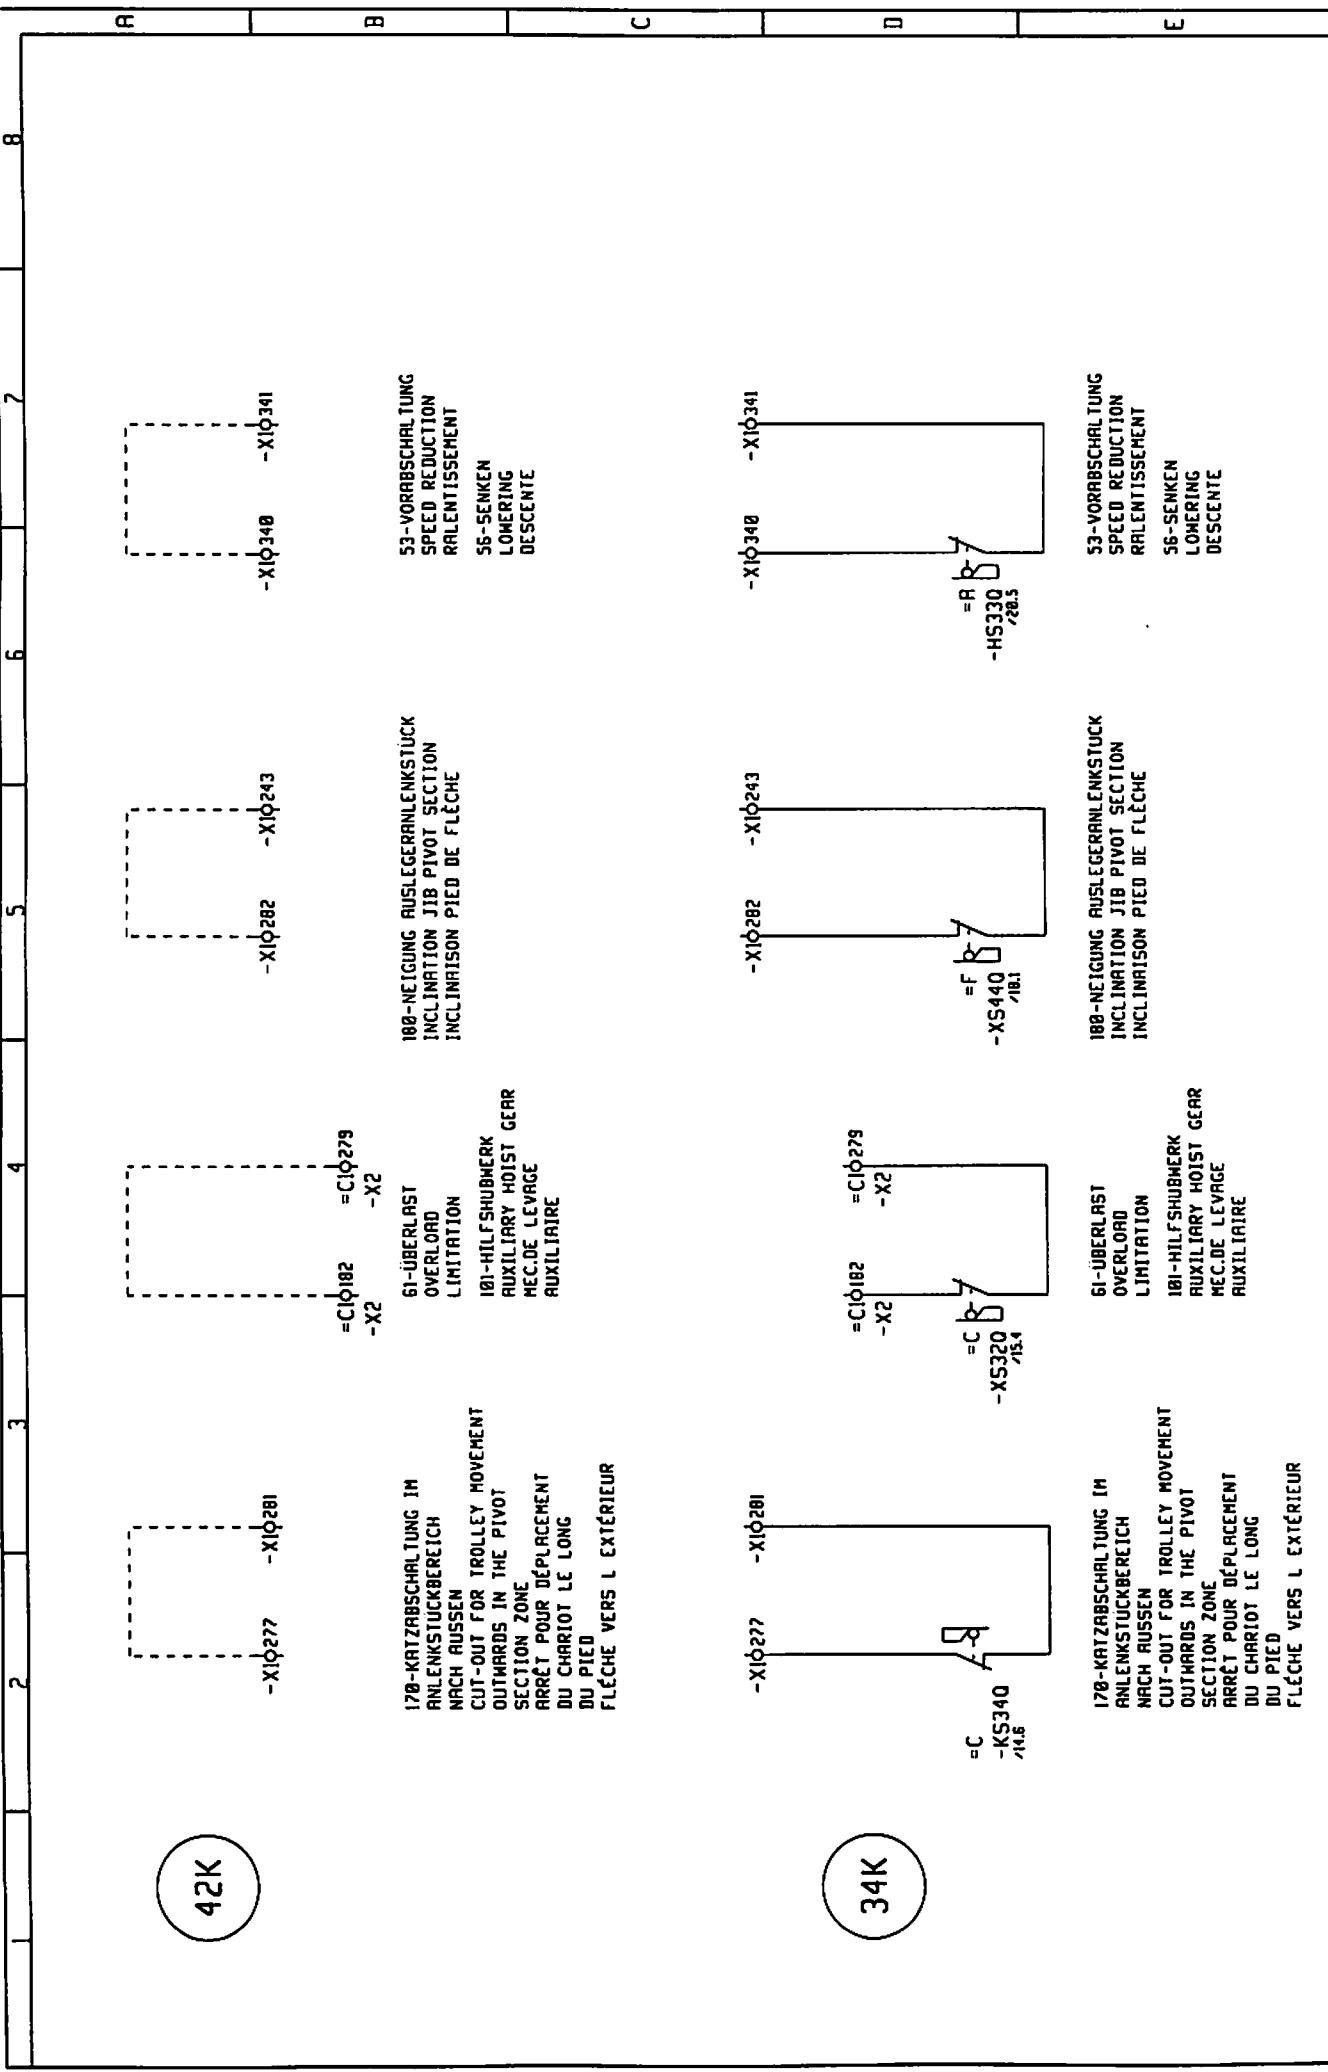 1
2
3
4
5
6
7
8
A
B
C
D
E
42K
-X1 277
-X1 281
170-KATZABSCHALTUNG IM
ANLENKSTÜCKBEREICH
NACH AUSSEN
CUT-OUT FOR TROLLEY MOVEMENT
OUTWARDS IN THE PIVOT
SECTION ZONE
ARRÊT POUR DÉPLACEMENT
DU CHARIOT LE LONG
DU PIED
FLÉCHE VERS L EXTÉRIEUR
=C1 182
-X2
=C1 279
-X2
61-ÜBERLAST
OVERLOAD
LIMITATION
101-HILFSHUBWERK
AUXILIARY HOIST GEAR
MEC.DE LEVAGE
AUXILIAIRE
-X1 282
-X1 243
180-NEIGUNG AUSLEGERANLENKSTÜCK
INCLINATION JIB PIVOT SECTION
INCLINAISON PIED DE FLÈCHE
-X1 340
-X1 341
53-VORABSCHALTUNG
SPEED REDUCTION
RALENTISSEMENT
56-SENKEN
LOWERING
DESCENTE
34K
-X1 277
-X1 281
=C
-KS34Q
/14.6
170-KATZABSCHALTUNG IM
ANLENKSTÜCKBEREICH
NACH AUSSEN
CUT-OUT FOR TROLLEY MOVEMENT
OUTWARDS IN THE PIVOT
SECTION ZONE
ARRÊT POUR DÉPLACEMENT
DU CHARIOT LE LONG
DU PIED
FLÉCHE VERS L EXTÉRIEUR
=C1 182
-X2
=C1 279
-X2
=C
-XS32Q
/15.4
61-ÜBERLAST
OVERLOAD
LIMITATION
101-HILFSHUBWERK
AUXILIARY HOIST GEAR
MEC.DE LEVAGE
AUXILIAIRE
-X1 282
-X1 243
=F
-XS44Q
/18.1
180-NEIGUNG AUSLEGERANLENKSTÜCK
INCLINATION JIB PIVOT SECTION
INCLINAISON PIED DE FLÈCHE
-X1 340
-X1 341
=A
-HS33Q
/20.5
53-VORABSCHALTUNG
SPEED REDUCTION
RALENTISSEMENT
56-SENKEN
LOWERING
DESCENTE